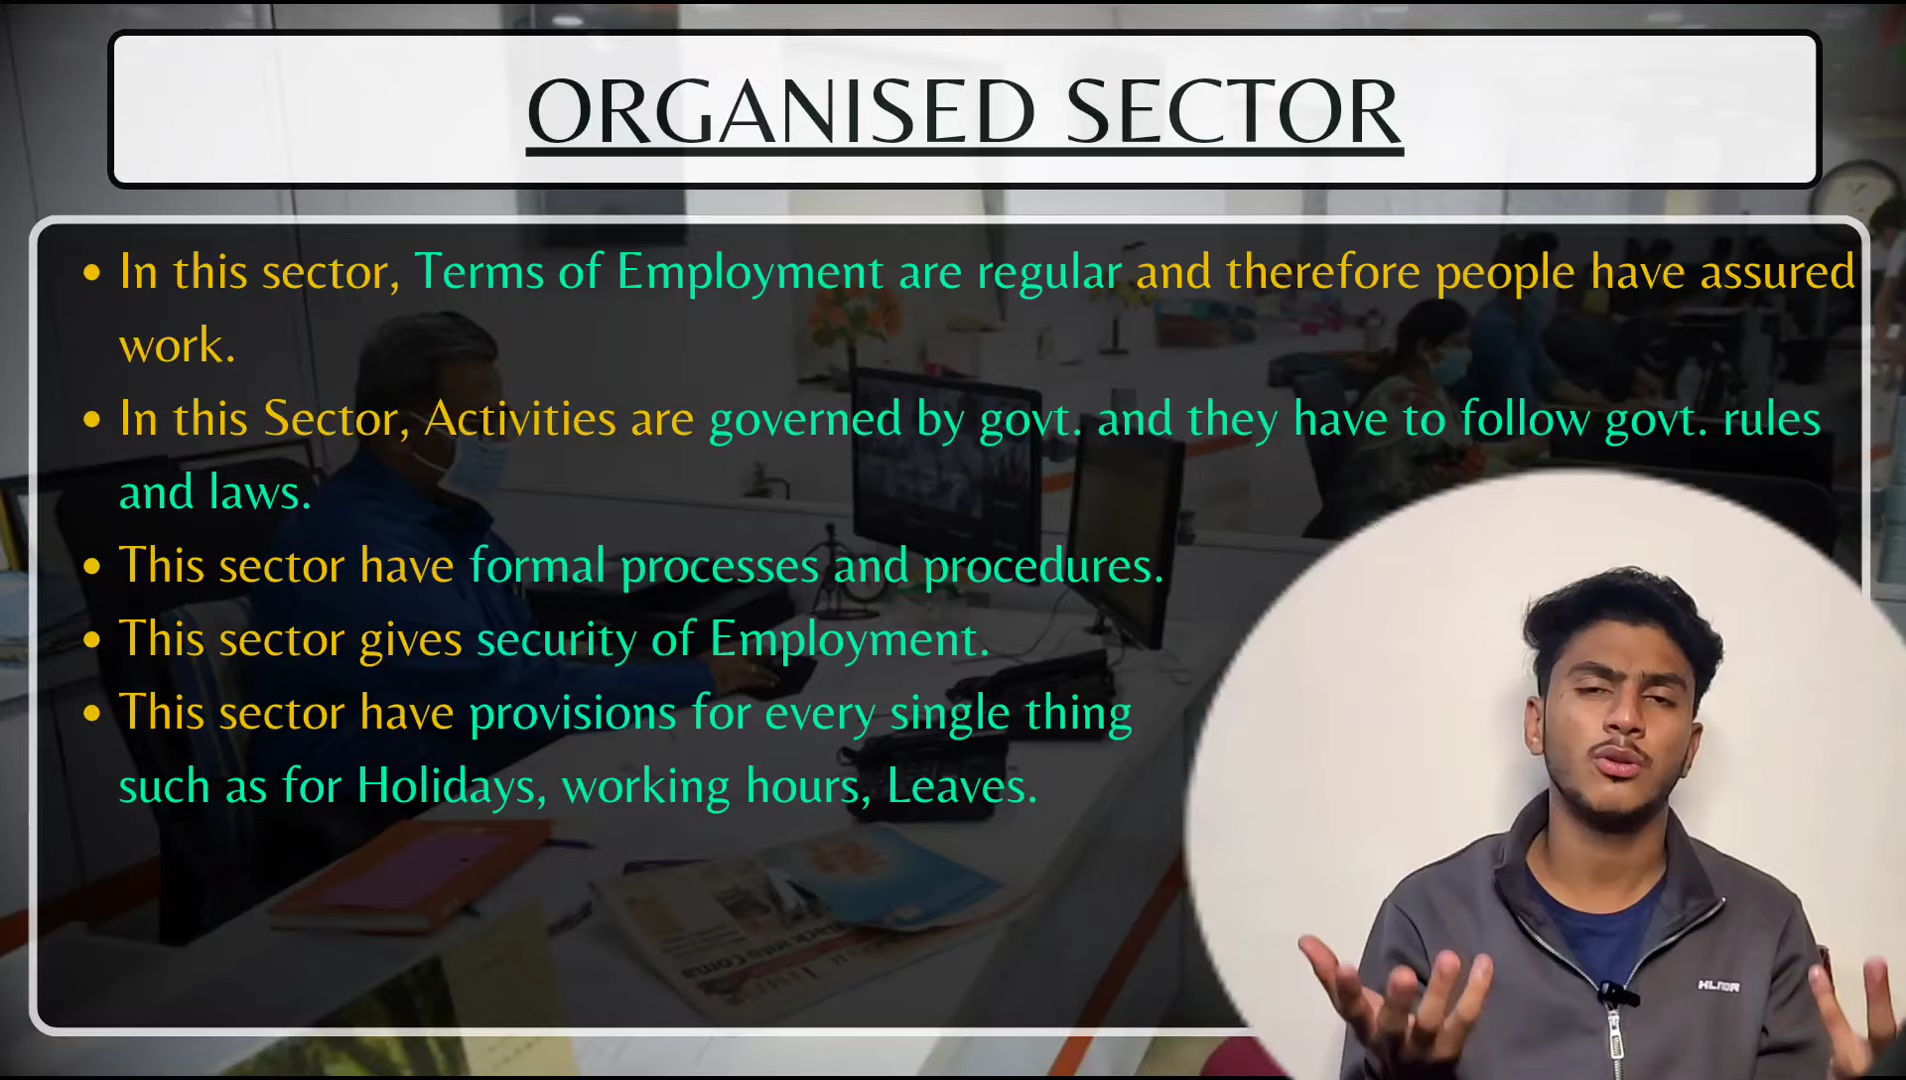 ORGANISED SECTOR
• In this sector, Terms of Employment are regular and therefore people have assured
work.
• In this Sector, Activities are governed by govt. and they have to follow govt. rules
and laws.
• This sector have formal processes and procedures.
• This sector gives security of Employment.
• This sector have provisions for every single thing
such as for Holidays, working hours, Leaves.